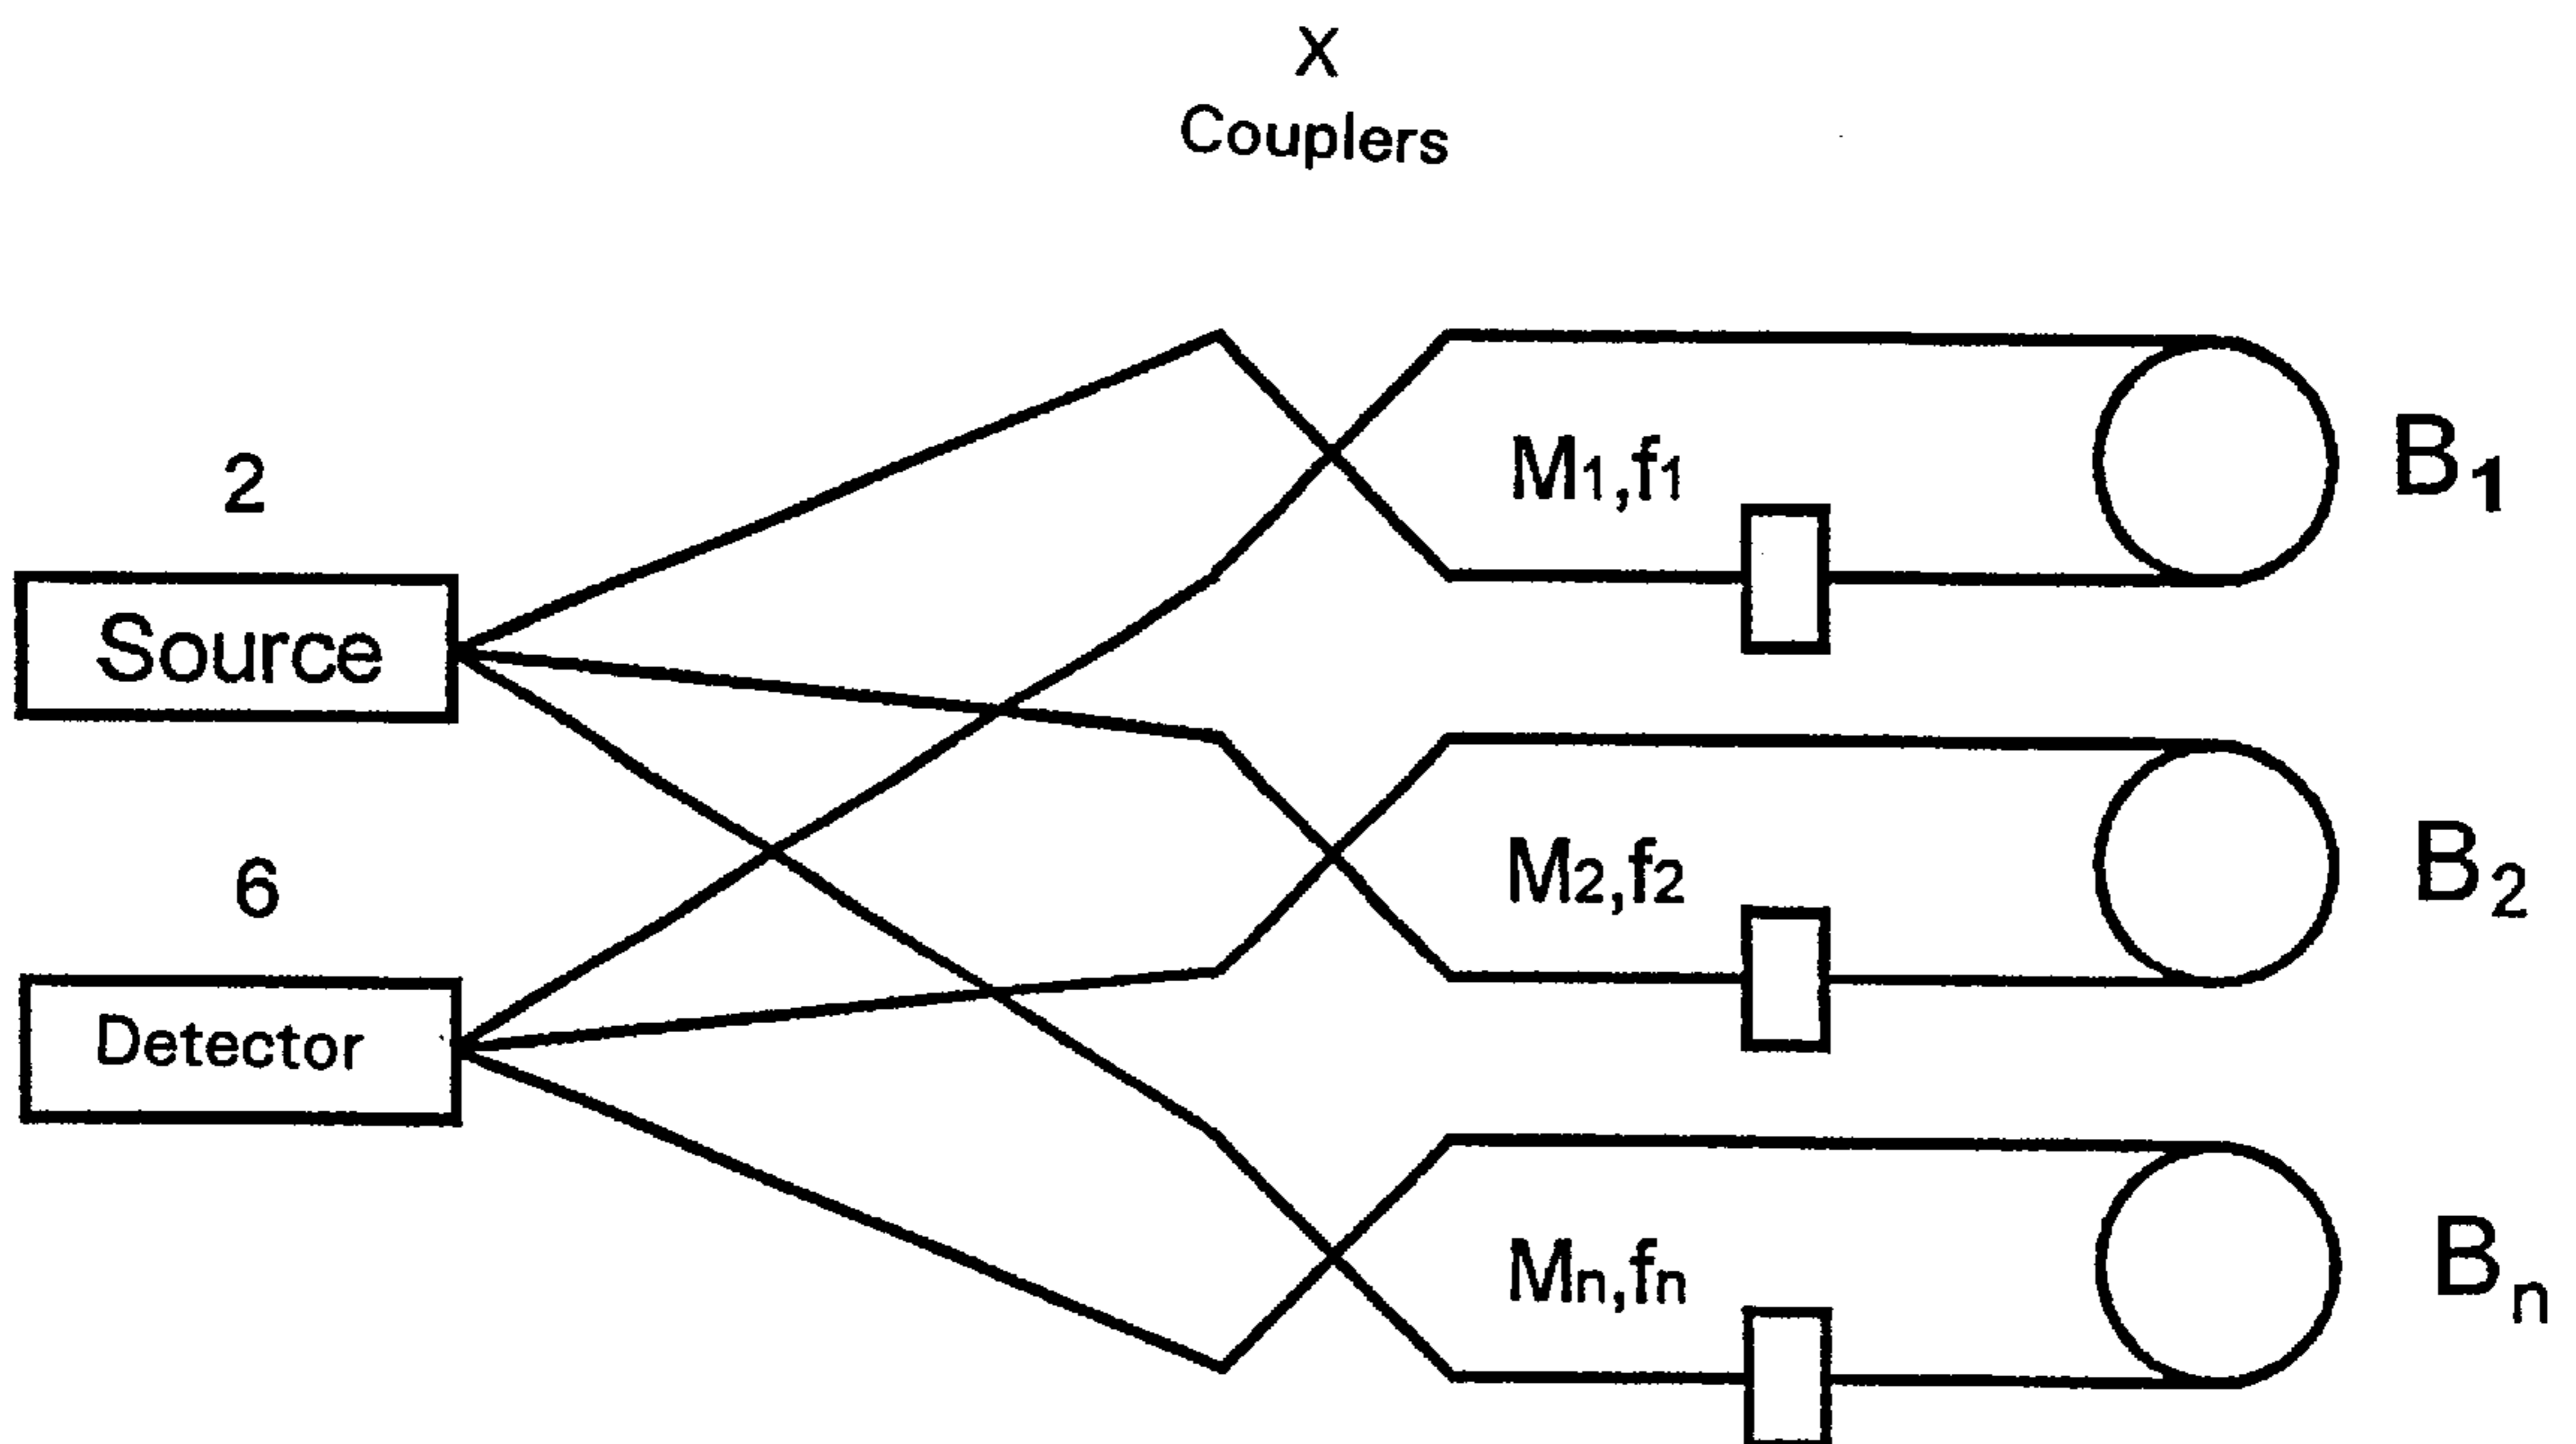 X
Couplers
2
Source
6
Detector
M1,f1
B1
M2,f2
B2
Mn,fn
Bn